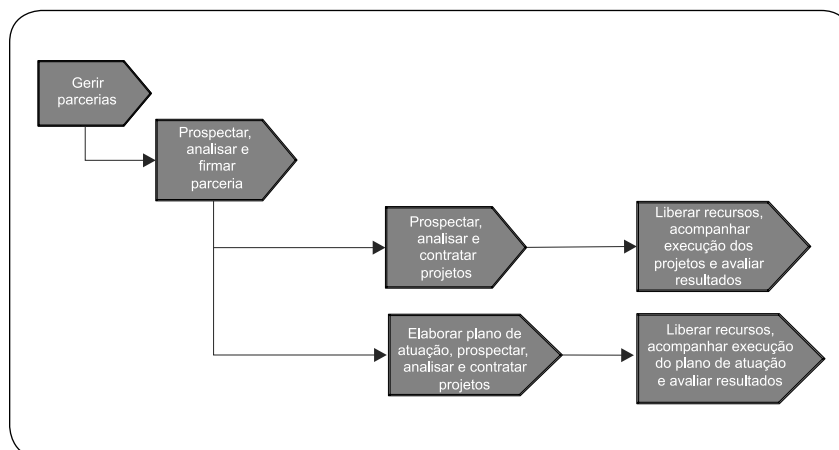 Gerir
parcerias
Prospectar,
analisar e
firmar
parceria
Prospectar,
analisar e
contratar
projetos
Liberar recursos,
acompanhar
execução dos
projetos e avaliar
resultados
Elaborar plano de
atuação, prospectar,
analisar e contratar
projetos
Liberar recursos,
acompanhar execução
do plano de atuação
e avaliar resultados